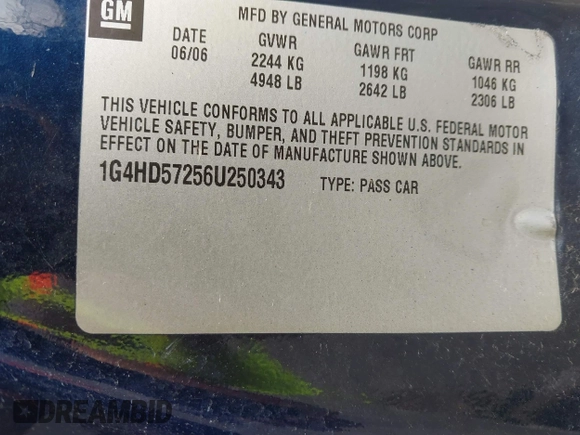 GM
MFD BY GENERAL MOTORS CORP
DATE GVWR GAWR FRT GAWR RR
06/06 2244 KG 1198 KG 1046 KG
4948 LB 2642 LB 2306 LB
THIS VEHICLE CONFORMS TO ALL APPLICABLE U.S. FEDERAL MOTOR
VEHICLE SAFETY, BUMPER, AND THEFT PREVENTION STANDARDS IN
EFFECT ON THE DATE OF MANUFACTURE SHOWN ABOVE.
1G4HD57256U250343 TYPE: PASS CAR
DREAMBID